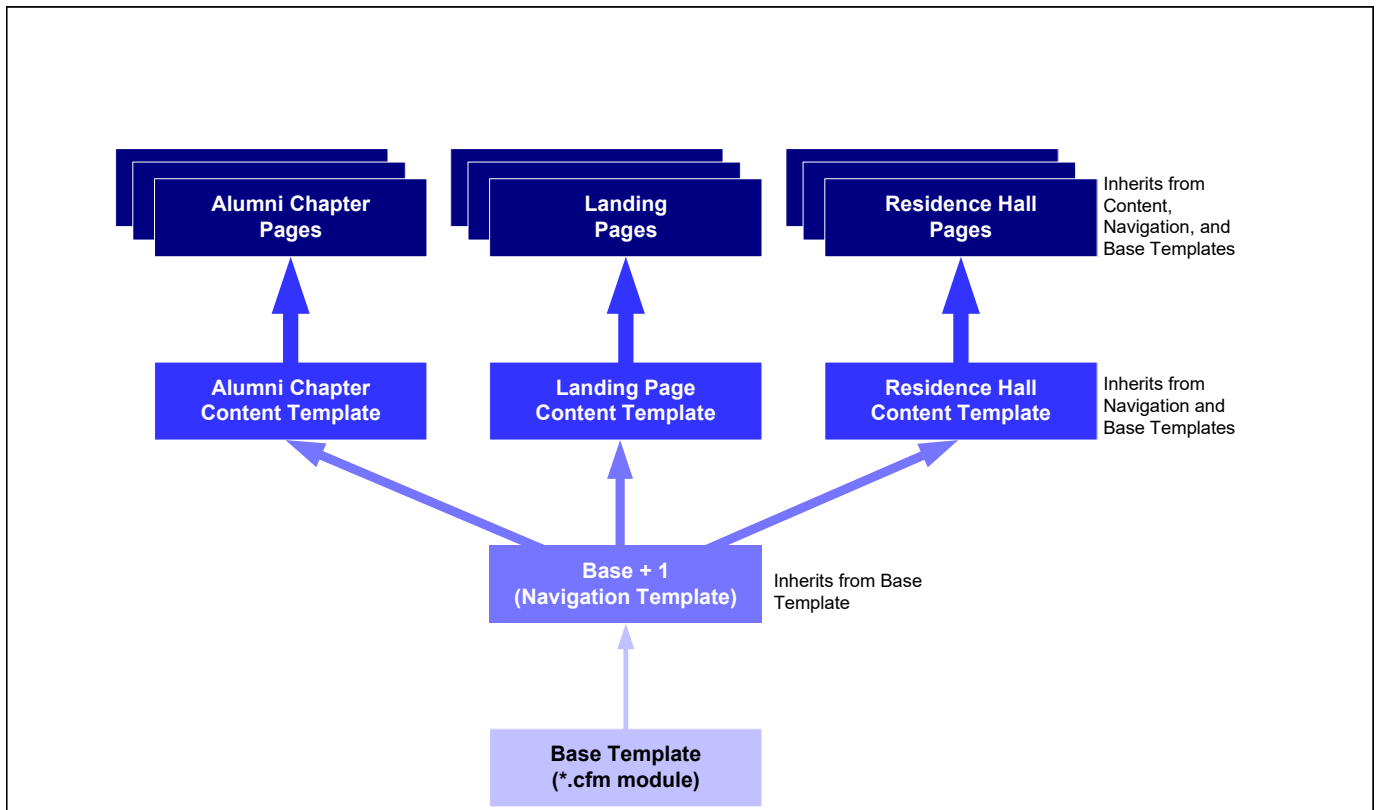 Alumni Chapter
Pages
Landing
Pages
Residence Hall
Pages
Inherits from
Content,
Navigation, and
Base Templates
Alumni Chapter
Content Template
Landing Page
Content Template
Residence Hall
Content Template
Inherits from
Navigation and
Base Templates
Base + 1
(Navigation Template)
Inherits from Base
Template
Base Template
(*.cfm module)